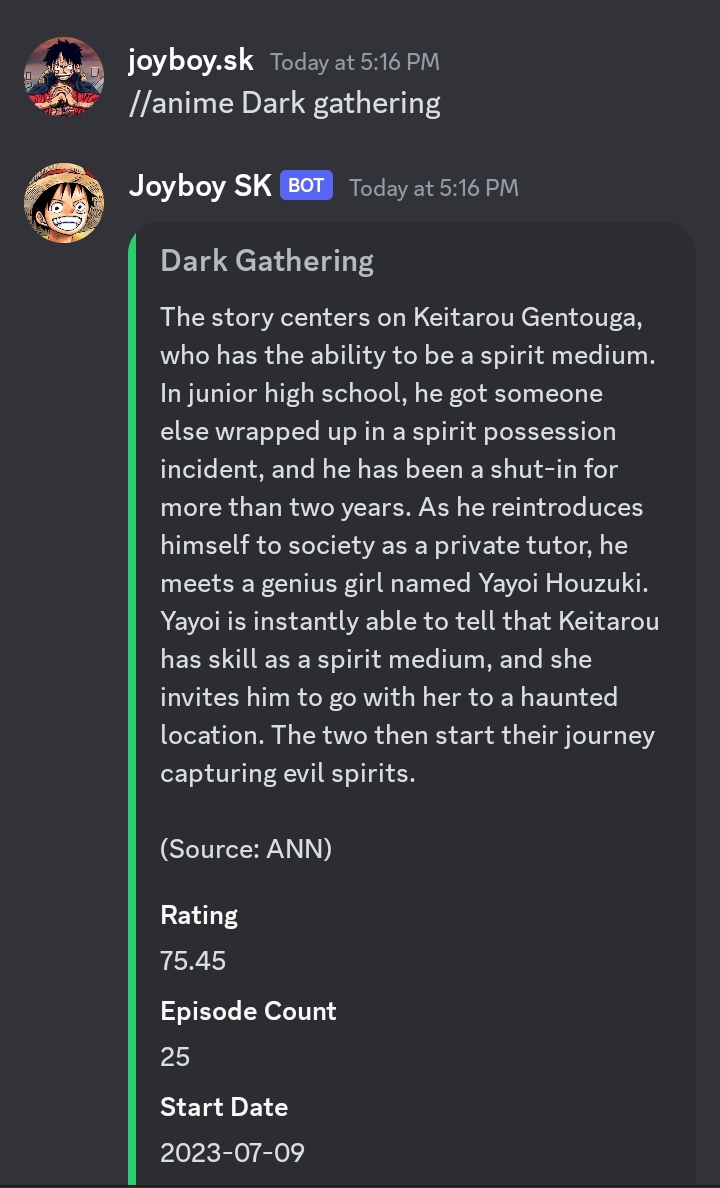 joyboy.sk Today at 5:16 PM
//anime Dark gathering
Joyboy SK BOT Today at 5:16 PM
Dark Gathering
The story centers on Keitarou Gentouga,
who has the ability to be a spirit medium.
In junior high school, he got someone
else wrapped up in a spirit possession
incident, and he has been a shut-in for
more than two years. As he reintroduces
himself to society as a private tutor, he
meets a genius girl named Yayoi Houzuki.
Yayoi is instantly able to tell that Keitarou
has skill as a spirit medium, and she
invites him to go with her to a haunted
location. The two then start their journey
capturing evil spirits.
(Source: ANN)
Rating
75.45
Episode Count
25
Start Date
2023-07-09